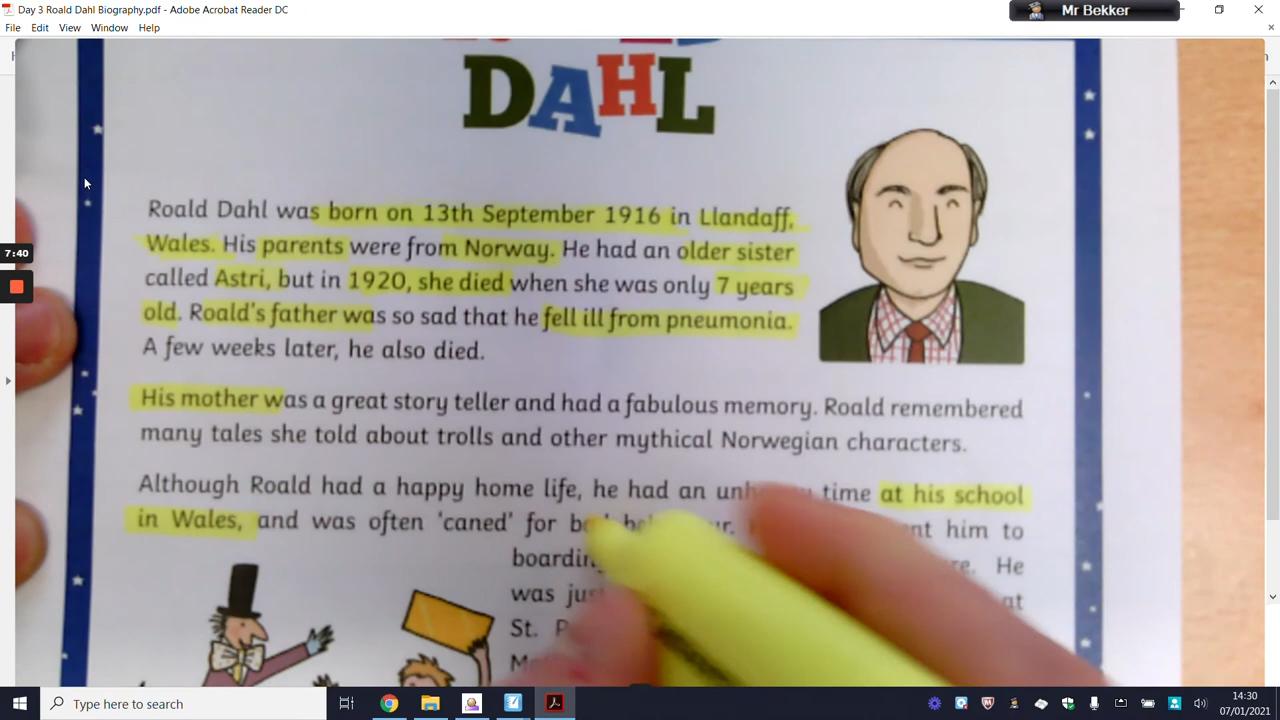 Day 3 Roald Dahl Biography.pdf - Adobe Acrobat Reader DC
Mr Bekker
File Edit View Window Help
DAHL
Roald Dahl was born on 13th September 1916 in Llandaff,
Wales. His parents were from Norway. He had an older sister
called Astri, but in 1920, she died when she was only 7 years
old. Roald's father was so sad that he fell ill from pneumonia.
A few weeks later, he also died.
His mother was a great story teller and had a fabulous memory. Roald remembered
many tales she told about trolls and other mythical Norwegian characters.
Although Roald had a happy home life, he had an time at his school
in Wales, and was often 'caned' for him to
He
was
St.
7:40
Type here to search
14:30
07/01/2021